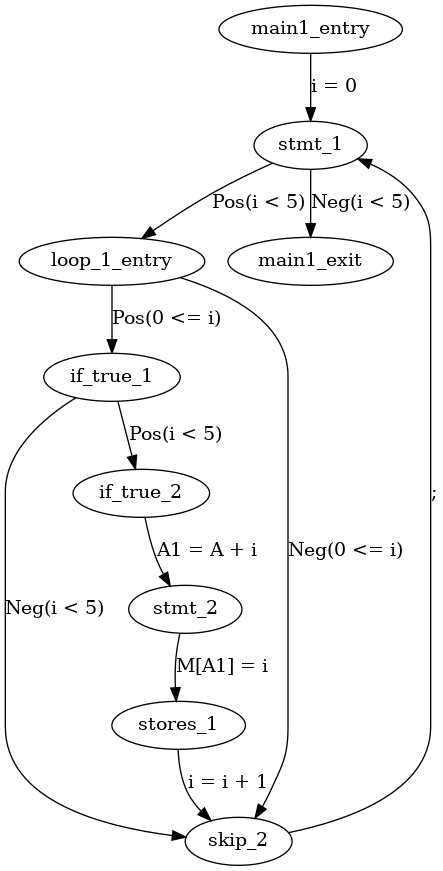 main1_entry
i = 0
stmt_1
Pos(i < 5)
Neg(i < 5)
loop_1_entry
main1_exit
Pos(0 <= i)
if_true_1
Pos(i < 5)
if_true_2
;
A1 = A + i
Neg(0 <= i)
Neg(i < 5)
stmt_2
M[A1] = i
stores_1
i = i + 1
skip_2